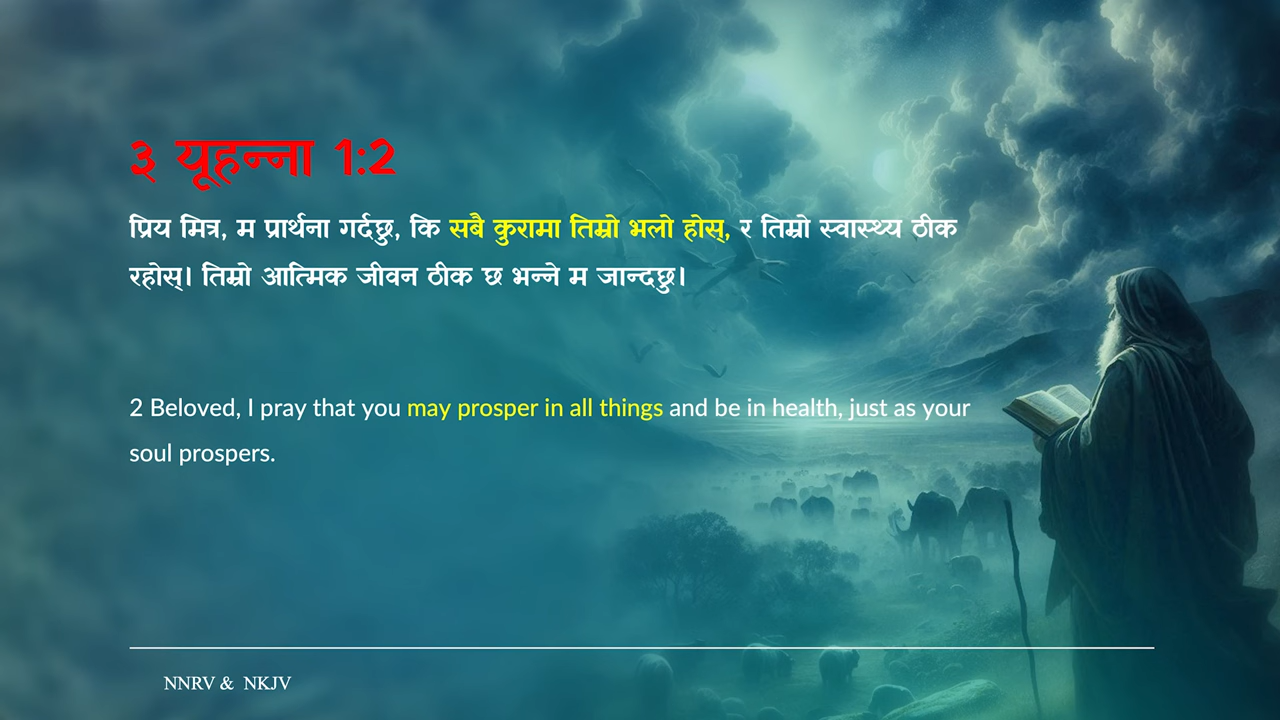 ३ यूहन्ना 1:2
प्रिय मित्र, म प्रार्थना गर्दछु, कि सबै कुरामा तिम्रो भलो होस्, र तिम्रो स्वास्थ्य ठीक
रहोस्। तिम्रो आत्मिक जीवन ठीक छ भन्ने म जान्दछु।
2 Beloved, I pray that you may prosper in all things and be in health, just as your
soul prospers.
NNRV & NKJV